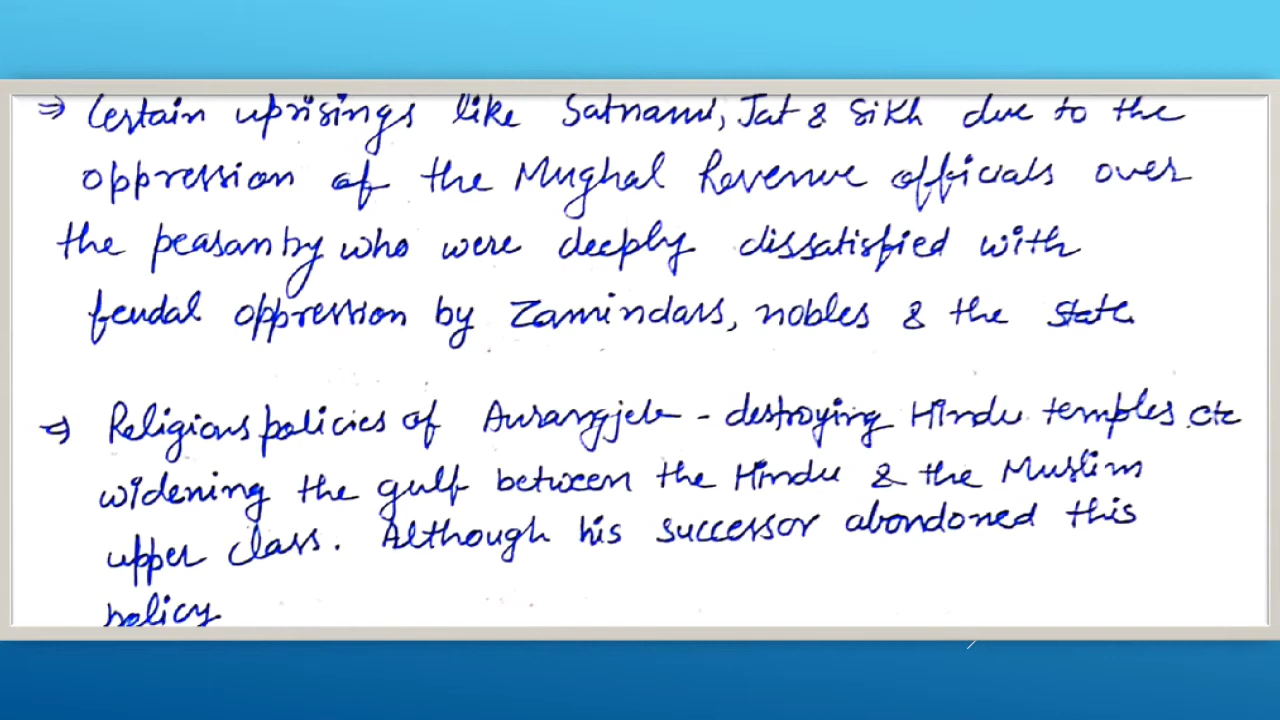 ⇒ Certain uprisings like Satnami, Jat & Sikh due to the
oppression of the Mughal Revenue officials over
the peasantry who were deeply dissatisfied with
feudal oppression by Zamindars, nobles & the state.
⇒ Religious policies of Aurangjeb - destroying Hindu temples etc
widening the gulf between the Hindu & the Muslim
upper class. Although his successor abondoned this
policy